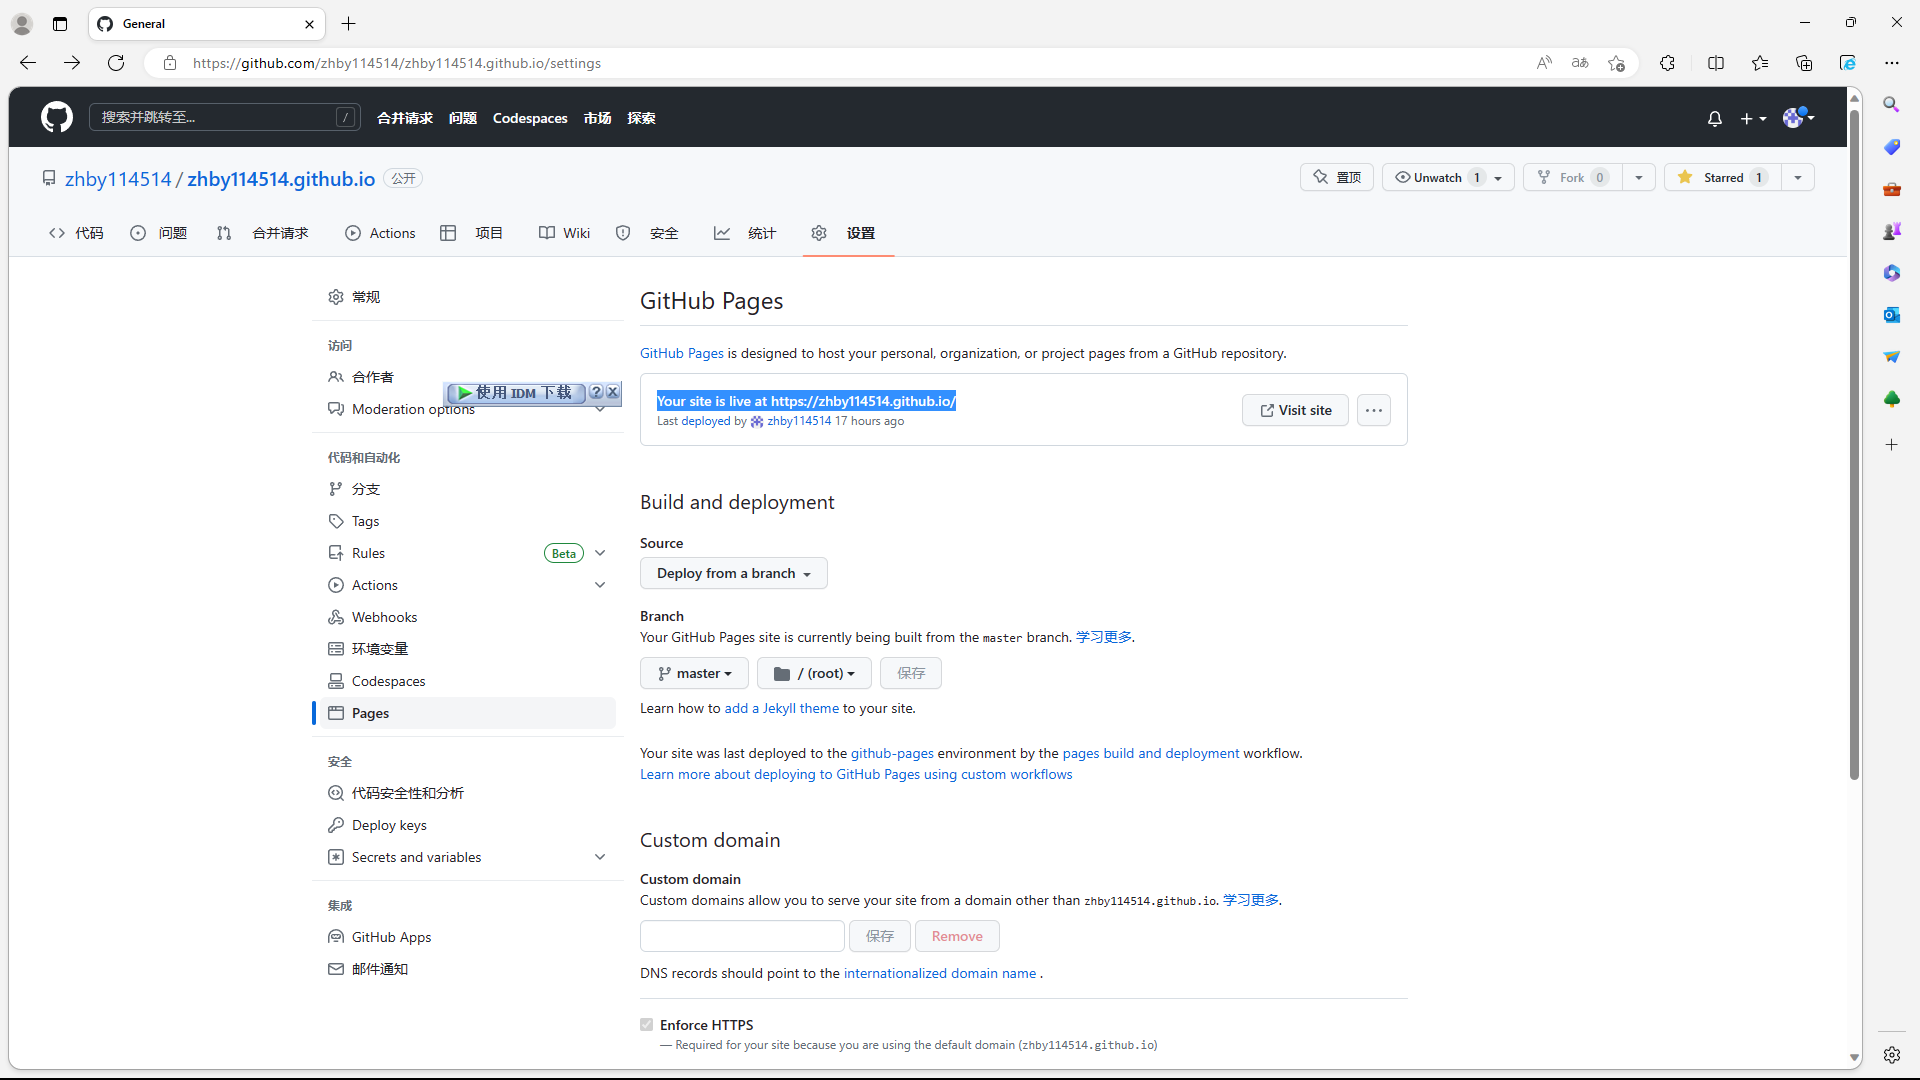 General
https://github.com/zhby114514/zhby114514.github.io/settings
搜索并跳转至... /
合并请求 问题 Codespaces 市场 探索
zhby114514 / zhby114514.github.io 公开
置顶 Unwatch 1 Fork 0 Starred 1
代码 问题 合并请求 Actions 项目 Wiki 安全 统计 设置
常规
访问
合作者
使用 IDM 下载 ?
Moderation options
代码和自动化
分支
Tags
Rules Beta
Actions
Webhooks
环境变量
Codespaces
Pages
安全
代码安全性和分析
Deploy keys
Secrets and variables
集成
GitHub Apps
邮件通知
GitHub Pages
GitHub Pages is designed to host your personal, organization, or project pages from a GitHub repository.
Your site is live at https://zhby114514.github.io/
Last deployed by zhby114514 17 hours ago
Visit site
Build and deployment
Source
Deploy from a branch
Branch
Your GitHub Pages site is currently being built from the master branch. 学习更多.
master / (root) 保存
Learn how to add a Jekyll theme to your site.
Your site was last deployed to the github-pages environment by the pages build and deployment workflow.
Learn more about deploying to GitHub Pages using custom workflows
Custom domain
Custom domain
Custom domains allow you to serve your site from a domain other than zhby114514.github.io. 学习更多.
保存 Remove
DNS records should point to the internationalized domain name .
Enforce HTTPS
— Required for your site because you are using the default domain (zhby114514.github.io)